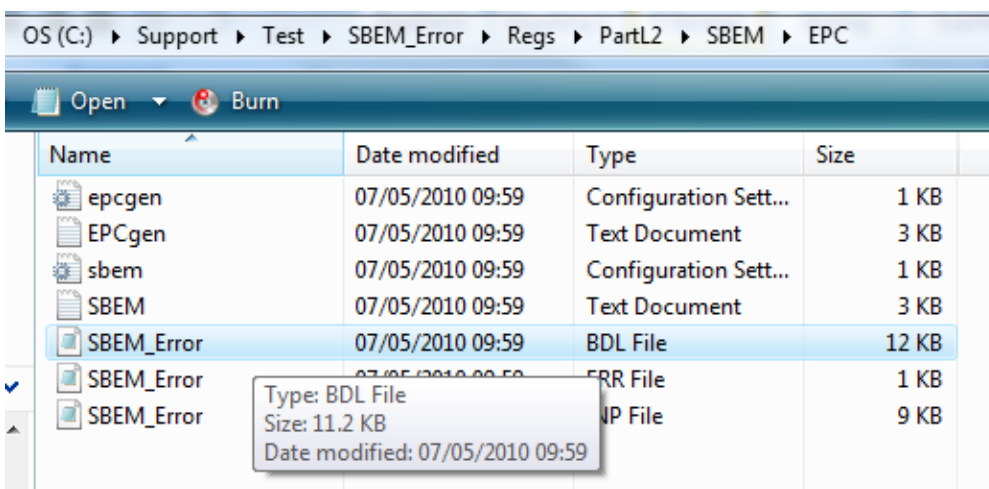 OS (C:) ▸ Support ▸ Test ▸ SBEM_Error ▸ Regs ▸ PartL2 ▸ SBEM ▸ EPC
Open Burn
Name Date modified Type Size
epcgen 07/05/2010 09:59 Configuration Sett... 1 KB
EPCgen 07/05/2010 09:59 Text Document 3 KB
sbem 07/05/2010 09:59 Configuration Sett... 1 KB
SBEM 07/05/2010 09:59 Text Document 3 KB
SBEM_Error 07/05/2010 09:59 BDL File 12 KB
SBEM_Error File 1 KB
SBEM_Error File 9 KB
Type: BDL File
Size: 11.2 KB
Date modified: 07/05/2010 09:59